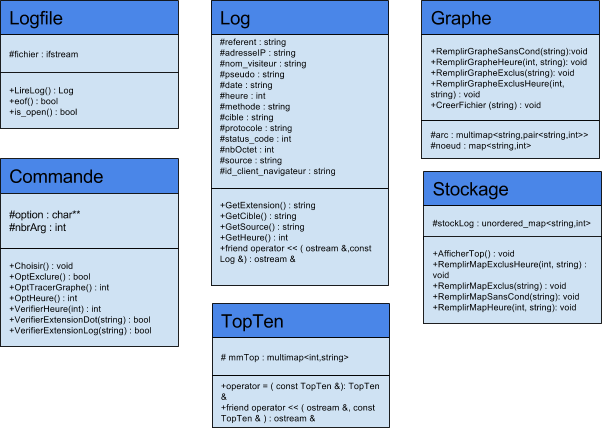 Logfile
#fichier : ifstream
+LireLog() : Log
+eof() : bool
+is_open() : bool
Commande
#option : char**
#nbrArg : int
+Choisir() : void
+OptExclure() : bool
+OptTracerGraphe() : int
+OptHeure() : int
+VerifierHeure(int) : int
+VerifierExtensionDot(string) : bool
+VerifierExtensionLog(string) : bool
Log
#referent : string
#adresseIP : string
#nom_visiteur : string
#pseudo : string
#date : string
#heure : int
#methode : string
#cible : string
#protocole : string
#status_code : int
#nbOctet : int
#source : string
#id_client_navigateur : string
+GetExtension() : string
+GetCible() : string
+GetSource() : string
+GetHeure() : int
+friend operator << ( ostream &,const
Log &) : ostream &
TopTen
# mmTop : multimap<int,string>
+operator = ( const TopTen &): TopTen
&
+friend operator << ( ostream &, const
TopTen & ) : ostream &
Graphe
+RemplirGrapheSansCond(string):void
+RemplirGrapheHeure(int, string): void
+RemplirGrapheExclus(string): void
+RemplirGrapheExclusHeure(int,
string) : void
+CreerFichier (string) : void
#arc : multimap<string,pair<string,int>>
#noeud : map<string,int>
Stockage
#stockLog : unordered_map<string,int>
+AfficherTop() : void
+RemplirMapExclusHeure(int, string) :
void
+RemplirMapExclus(string) : void
+RemplirMapSansCond(string): void
+RemplirMapHeure(int, string): void